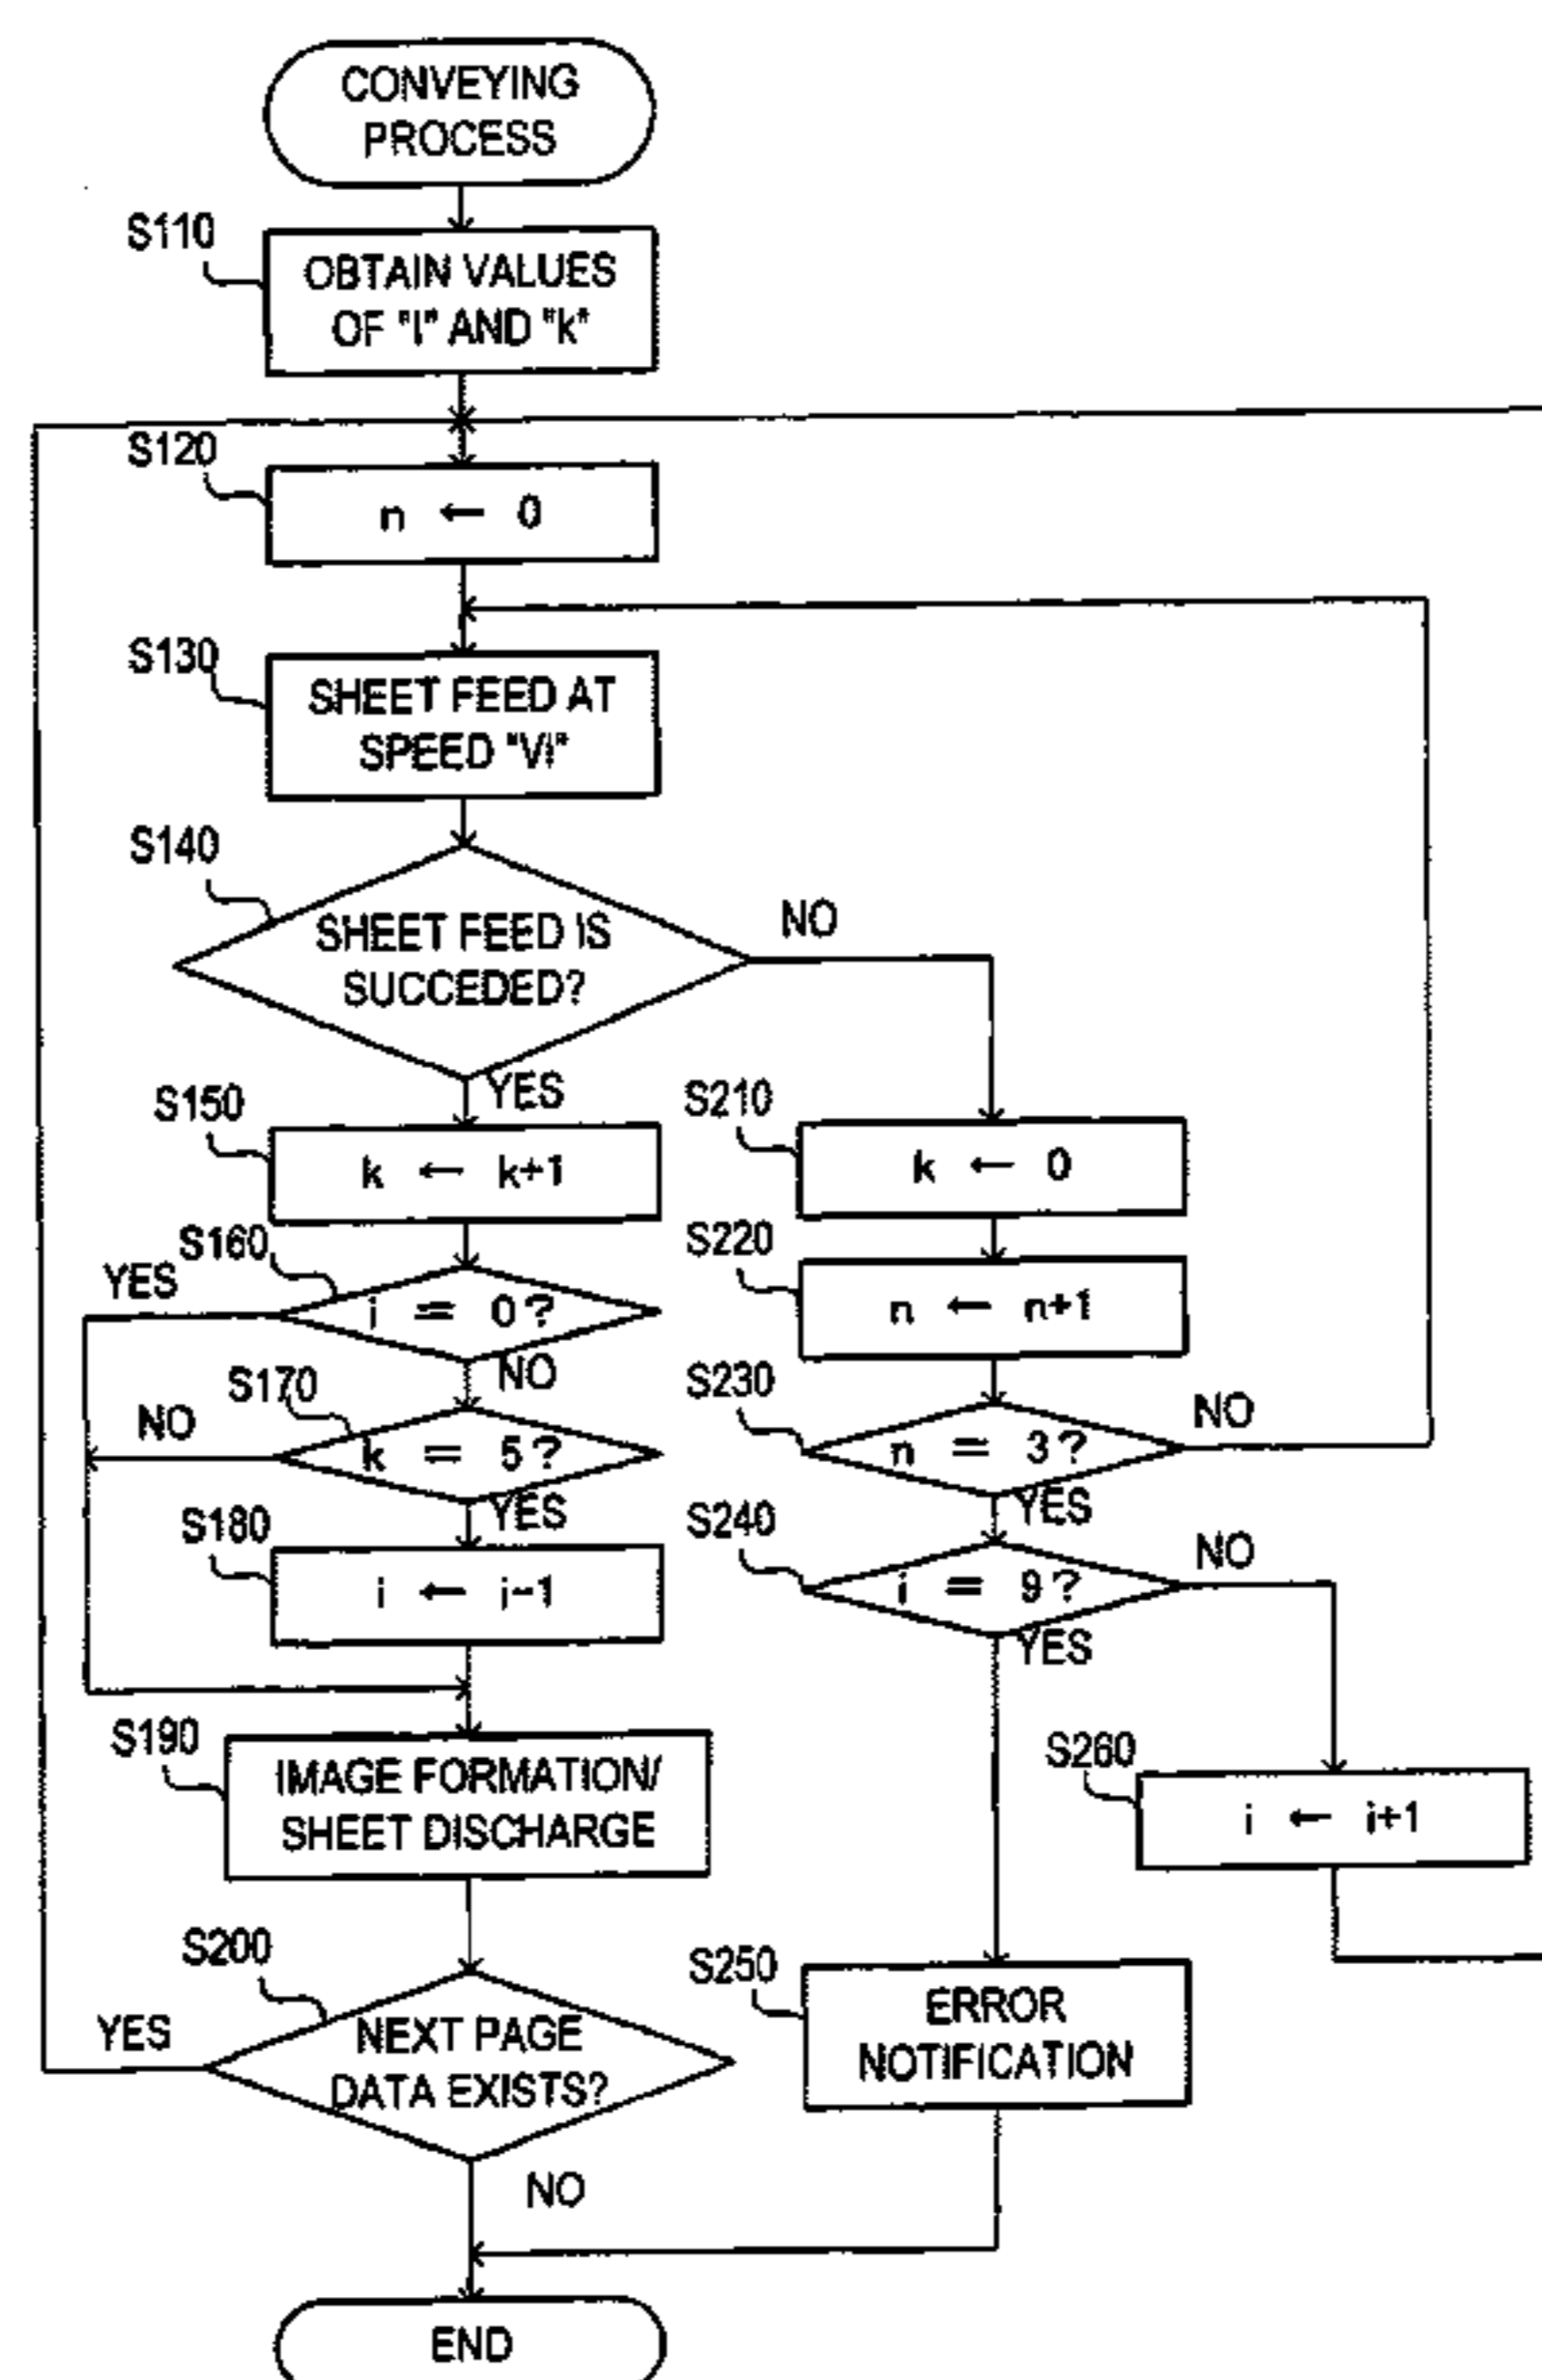 CONVEYING
PROCESS
S110
OBTAIN VALUES
OF "i" AND "k"
S120
n ← 0
S130
SHEET FEED AT
SPEED "Vi"
S140
SHEET FEED IS
SUCCEDED?
NO
YES
S150
k ← k+1
S210
k ← 0
S160
YES
i = 0?
NO
S220
n ← n+1
S170
NO
k = 5?
YES
S230
n = 3?
NO
YES
S180
i ← i-1
S240
i = 9?
NO
YES
S190
IMAGE FORMATION/
SHEET DISCHARGE
S260
i ← i+1
S200
YES
NEXT PAGE
DATA EXISTS?
NO
S250
ERROR
NOTIFICATION
END